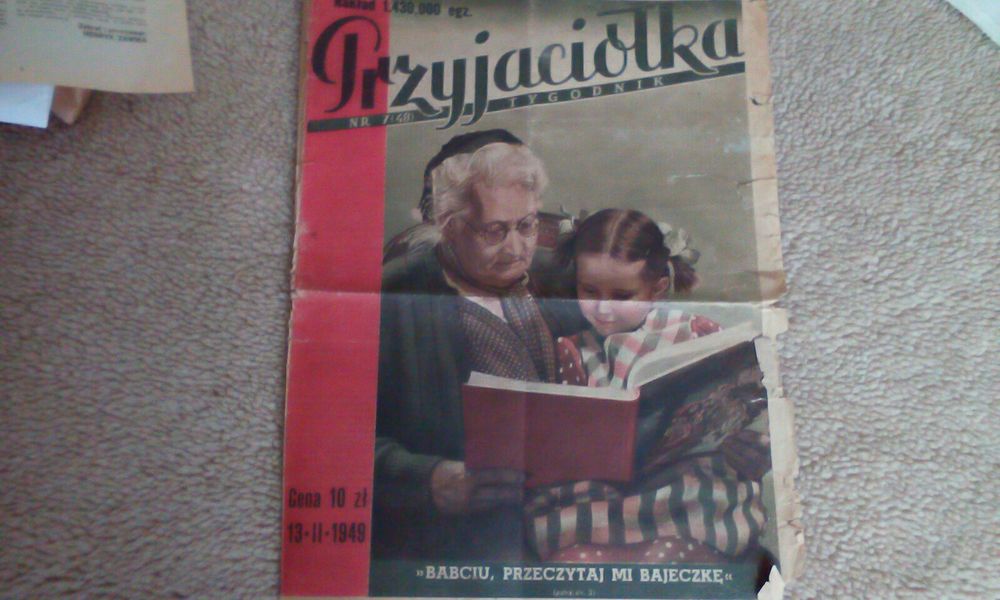 Nakład 1.430.000 egz.
Przyjaciółka
NR 7(48) TYGODNIK
Cena 10 zł
13-II-1949
»BABCIU, PRZECZYTAJ MI BAJECZKĘ«